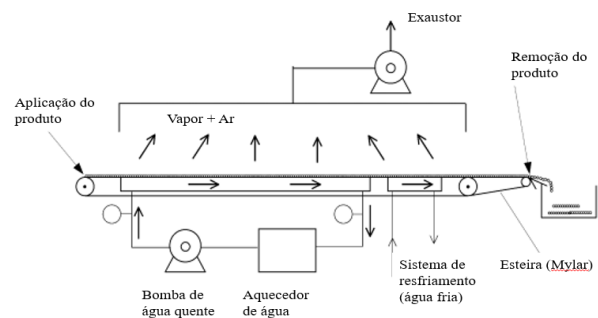 Exaustor
Remoção do
produto
Aplicação do
produto
Vapor + Ar
Bomba de
água quente
Aquecedor
de água
Sistema de
resfriamento
(água fria)
Esteira (Mylar)